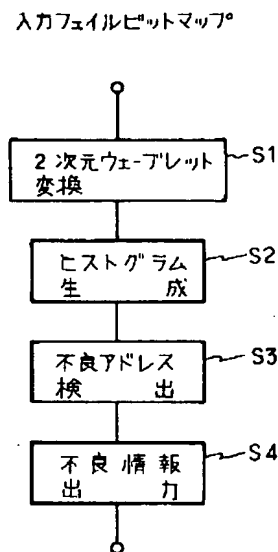 入力フェイルビットマップ
2次元ウェーブレット
変換
S1
ヒストグラム
生成
S2
不良アドレス
検出
S3
不良情報
出力
S4